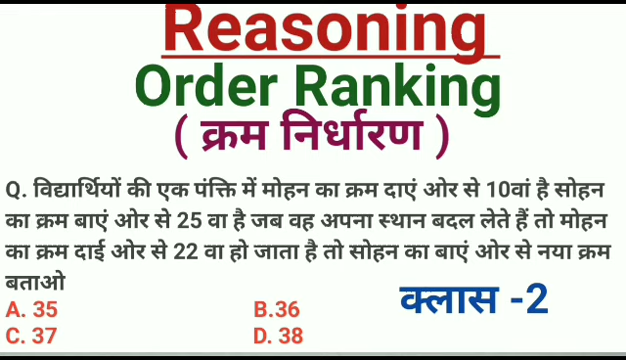 Reasoning
Order Ranking
( क्रम निर्धारण )
Q. विद्यार्थियों की एक पंक्ति में मोहन का क्रम दाएं ओर से 10वां है सोहन
का क्रम बाएं ओर से 25 वा है जब वह अपना स्थान बदल लेते हैं तो मोहन
का क्रम दाई ओर से 22 वा हो जाता है तो सोहन का बाएं ओर से नया क्रम
बताओ
A. 35 B.36
C. 37 D. 38
क्लास -2